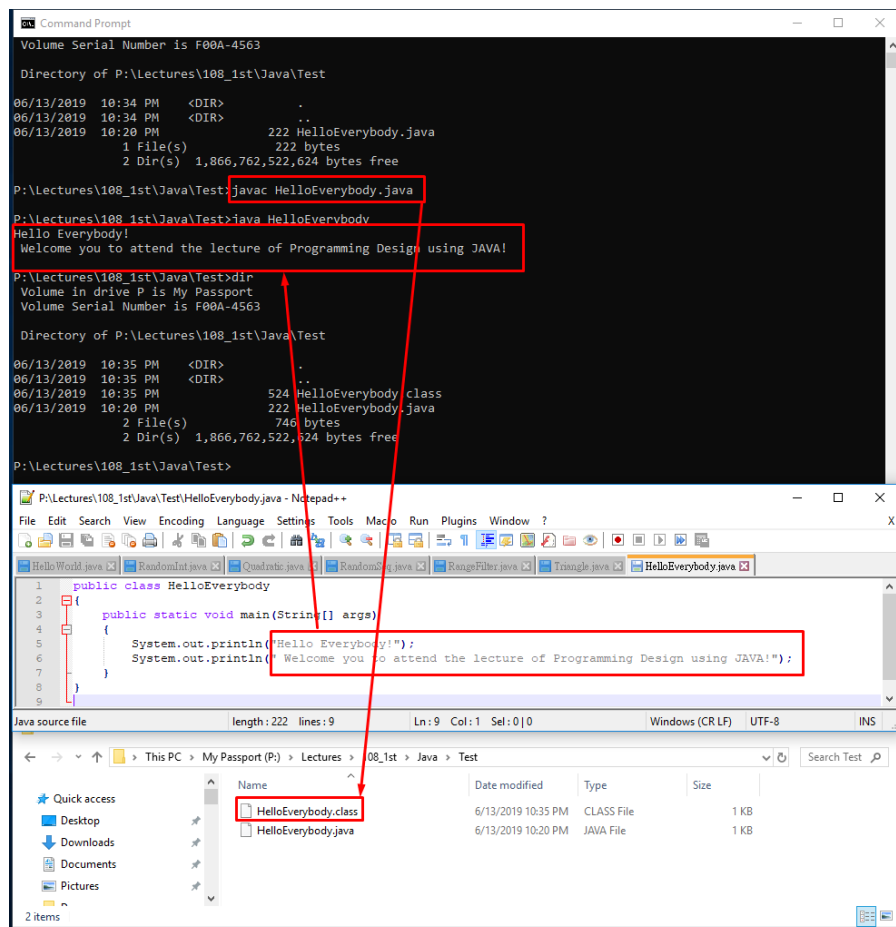 Command Prompt
Volume Serial Number is F00A-4563
Directory of P:\Lectures\108_1st\Java\Test
06/13/2019 10:34 PM <DIR> .
06/13/2019 10:34 PM <DIR> ..
06/13/2019 10:20 PM 222 HelloEverybody.java
1 File(s) 222 bytes
2 Dir(s) 1,866,762,522,624 bytes free
P:\Lectures\108_1st\Java\Test>javac HelloEverybody.java
P:\Lectures\108_1st\Java\Test>java HelloEverybody
Hello Everybody!
Welcome you to attend the lecture of Programming Design using JAVA!
P:\Lectures\108_1st\Java\Test>dir
Volume in drive P is My Passport
Volume Serial Number is F00A-4563
Directory of P:\Lectures\108_1st\Java\Test
06/13/2019 10:35 PM <DIR> .
06/13/2019 10:35 PM <DIR> ..
06/13/2019 10:35 PM 524 HelloEverybody.class
06/13/2019 10:20 PM 222 HelloEverybody.java
2 File(s) 746 bytes
2 Dir(s) 1,866,762,522,624 bytes free
P:\Lectures\108_1st\Java\Test>
P:\Lectures\108_1st\Java\Test\HelloEverybody.java - Notepad++
File Edit Search View Encoding Language Settings Tools Macro Run Plugins Window ? X
HelloWorld.java RandomInt.java Quadratic.java RandomSeq.java RangeFilter.java Triangle.java HelloEverybody.java
1 public class HelloEverybody
2 {
3 public static void main(String[] args)
4 {
5 System.out.println("Hello Everybody!");
6 System.out.println(" Welcome you to attend the lecture of Programming Design using JAVA!");
7 }
8 }
9
Java source file length : 222 lines : 9 Ln : 9 Col : 1 Sel : 0 | 0 Windows (CR LF) UTF-8 INS
This PC > My Passport (P:) > Lectures > 108_1st > Java > Test Search Test
Name Date modified Type Size
Quick access
Desktop
Downloads
Documents
Pictures
HelloEverybody.class 6/13/2019 10:35 PM CLASS File 1 KB
HelloEverybody.java 6/13/2019 10:20 PM JAVA File 1 KB
2 items